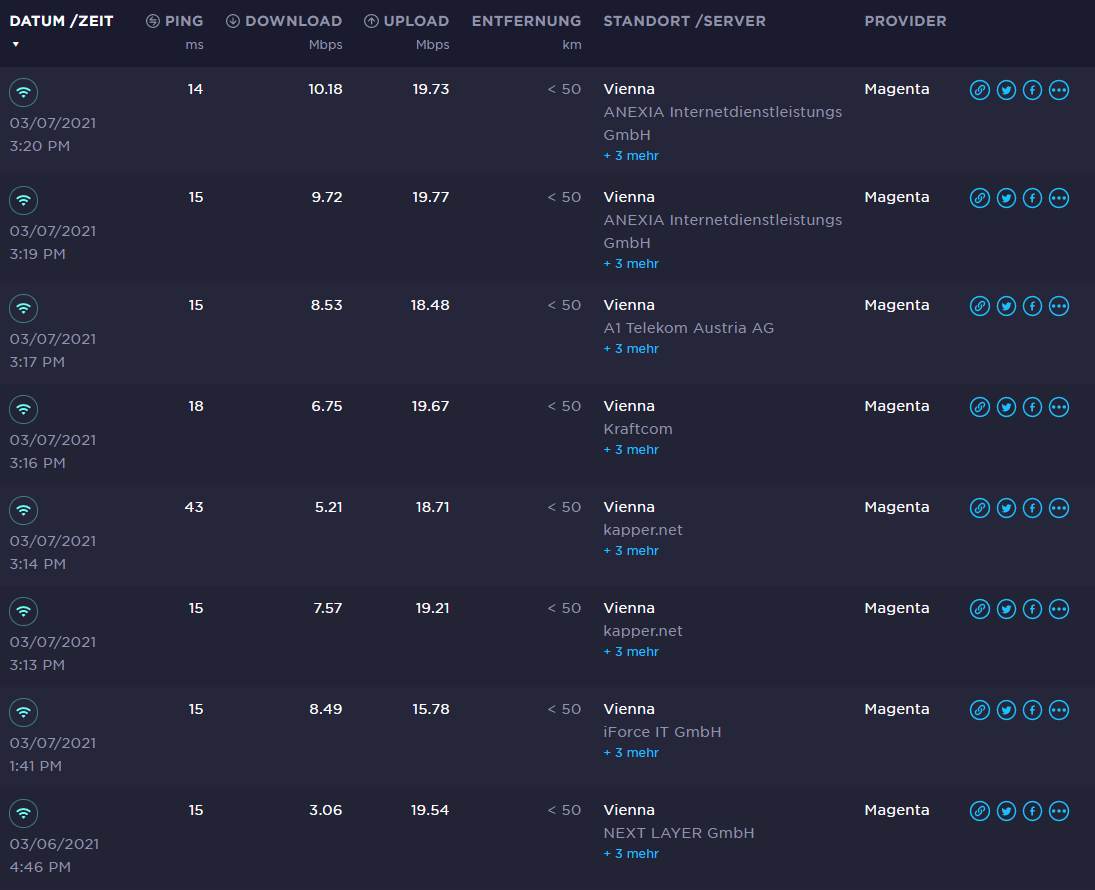 DATUM /ZEIT PING DOWNLOAD UPLOAD ENTFERNUNG STANDORT /SERVER PROVIDER
ms Mbps Mbps km
14 10.18 19.73 < 50 Vienna Magenta
ANEXIA Internetdienstleistungs
03/07/2021
GmbH
3:20 PM
+ 3 mehr
15 9.72 19.77 < 50 Vienna Magenta
ANEXIA Internetdienstleistungs
03/07/2021
GmbH
3:19 PM
+ 3 mehr
15 8.53 18.48 < 50 Vienna Magenta
A1 Telekom Austria AG
03/07/2021
+ 3 mehr
3:17 PM
18 6.75 19.67 < 50 Vienna Magenta
Kraftcom
03/07/2021
+ 3 mehr
3:16 PM
43 5.21 18.71 < 50 Vienna Magenta
kapper.net
03/07/2021
+ 3 mehr
3:14 PM
15 7.57 19.21 < 50 Vienna Magenta
kapper.net
03/07/2021
+ 3 mehr
3:13 PM
15 8.49 15.78 < 50 Vienna Magenta
iForce IT GmbH
03/07/2021
+ 3 mehr
1:41 PM
15 3.06 19.54 < 50 Vienna Magenta
NEXT LAYER GmbH
03/06/2021
+ 3 mehr
4:46 PM